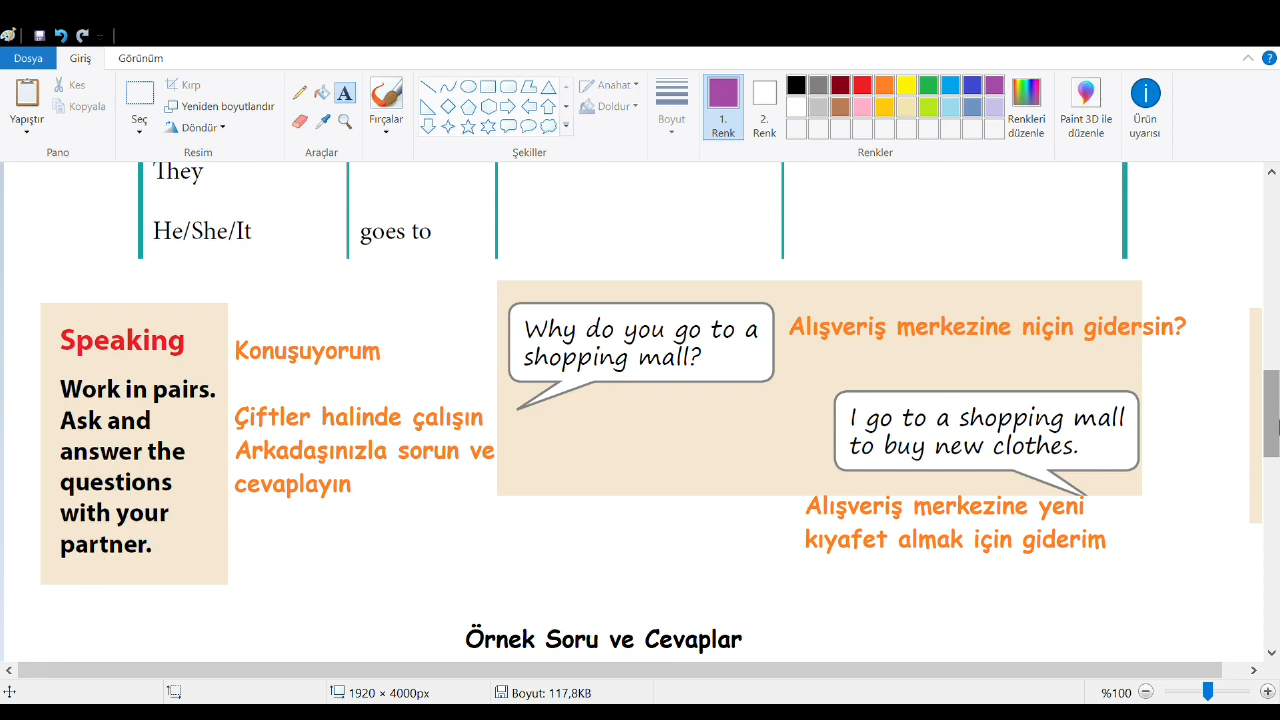 Dosya Giriş Görünüm
Yapıştır
Kes
Kopyala
Pano
Seç
Kırp
Yeniden boyutlandır
Döndür
Resim
A
Araçlar
Fırçalar
Şekiller
Anahat
Doldur
Boyut
1. Renk
2. Renk
Renkleri düzenle
Renkler
Paint 3D ile düzenle
Ürün uyarısı
They
He/She/It goes to
Speaking
Work in pairs.
Ask and
answer the
questions
with your
partner.
Konuşuyorum
Çiftler halinde çalışın
Arkadaşınızla sorun ve
cevaplayın
Why do you go to a
shopping mall?
Alışveriş merkezine niçin gidersin?
I go to a shopping mall
to buy new clothes.
Alışveriş merkezine yeni
kıyafet almak için giderim
Örnek Soru ve Cevaplar
1920 × 4000px
Boyut: 117,8KB
%100